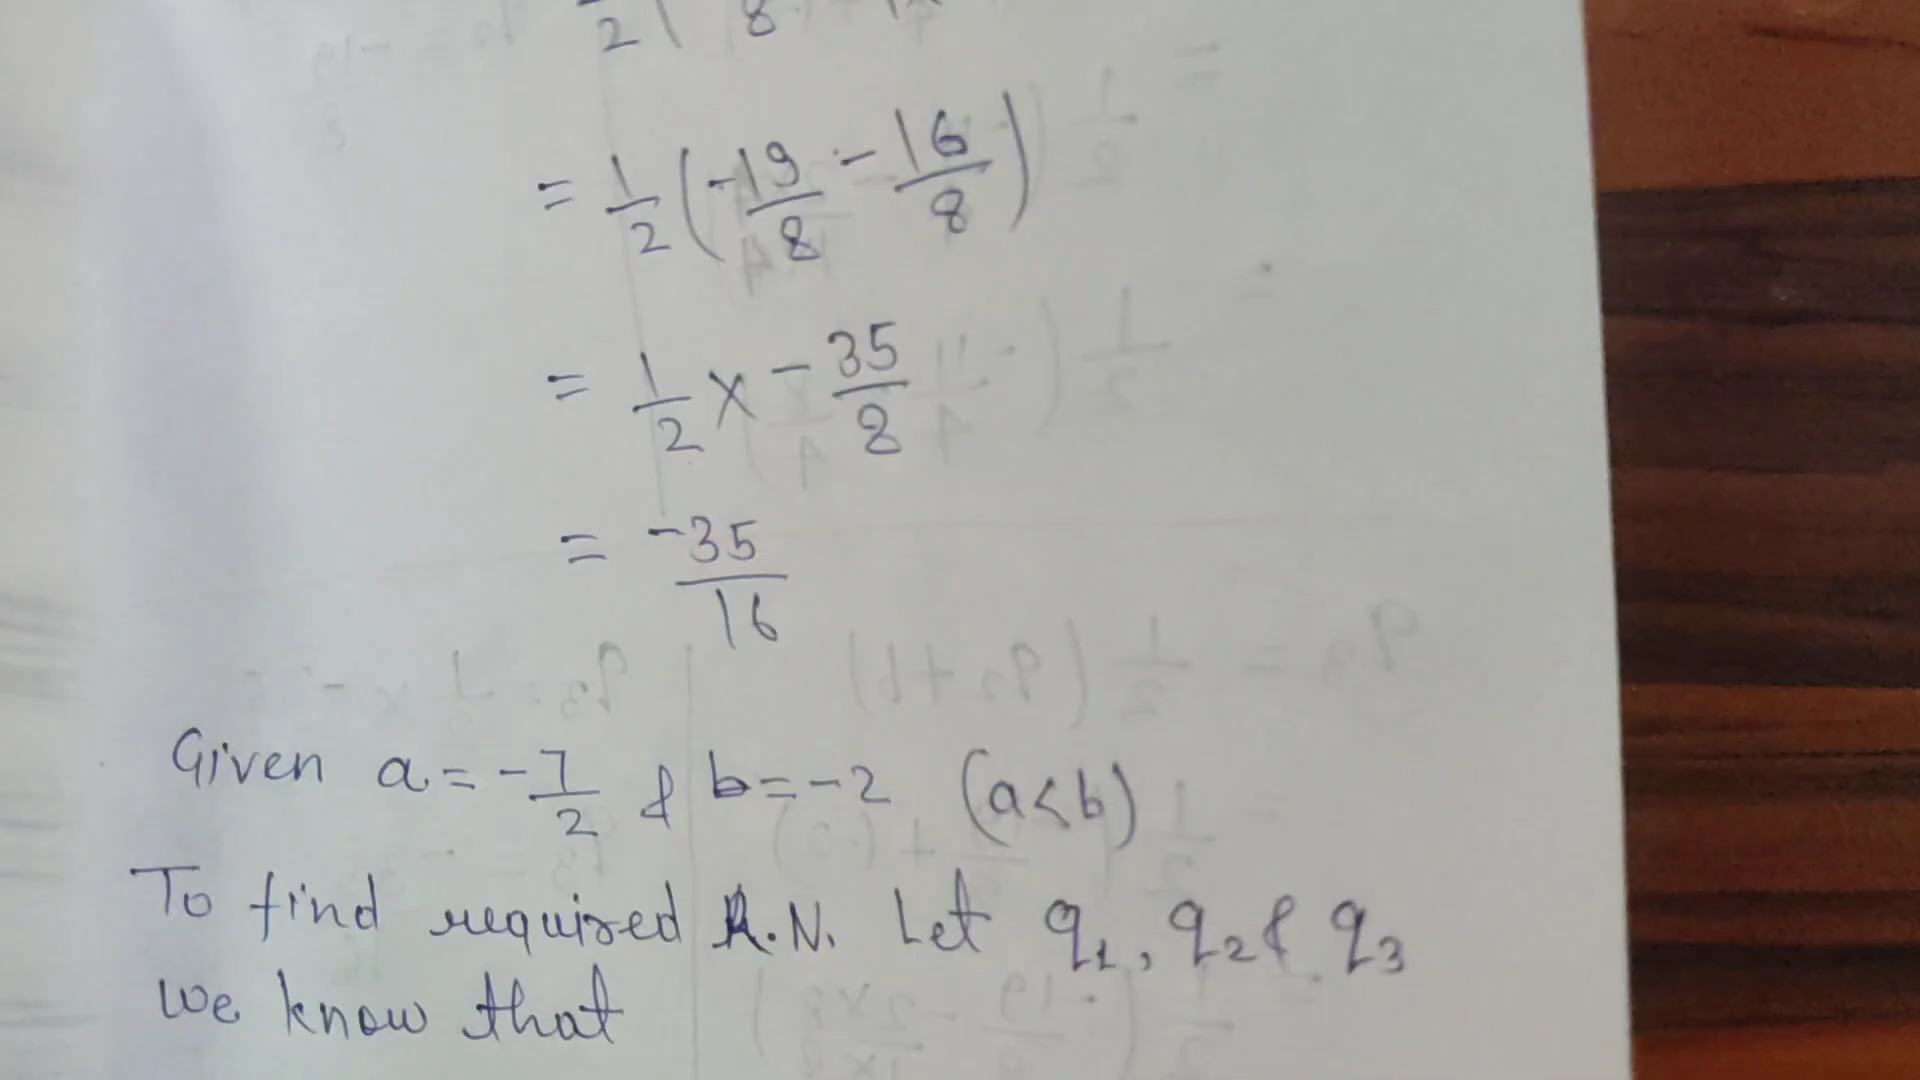 = 1/2 (-19/8 - 16/8)
= 1/2 x -35/8
= -35/16
Given a = -7/2 & b = -2 (a<b)
To find required R.N. Let q1, q2 & q3
We know that